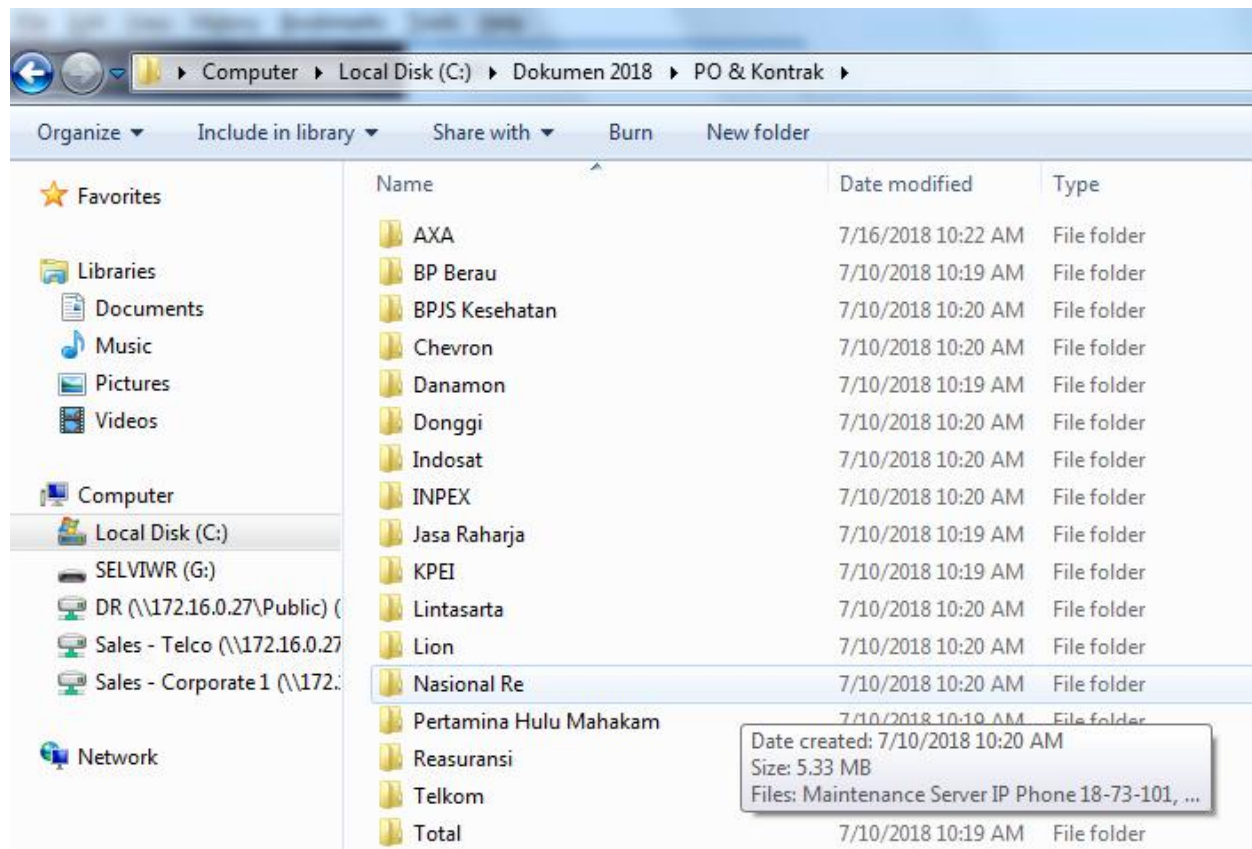 Computer Local Disk (C:) Dokumen 2018 PO & Kontrak
Organize Include in library Share with Burn New folder
Favorites
Libraries
Documents
Music
Pictures
Videos
Computer
Local Disk (C:)
SELVIWR (G:)
DR (\\172.16.0.27\Public) (
Sales - Telco (\\172.16.0.27
Sales - Corporate 1 (\\172.
Network
Name Date modified Type
AXA 7/16/2018 10:22 AM File folder
BP Berau 7/10/2018 10:19 AM File folder
BPJS Kesehatan 7/10/2018 10:20 AM File folder
Chevron 7/10/2018 10:20 AM File folder
Danamon 7/10/2018 10:19 AM File folder
Donggi 7/10/2018 10:20 AM File folder
Indosat 7/10/2018 10:20 AM File folder
INPEX 7/10/2018 10:20 AM File folder
Jasa Raharja 7/10/2018 10:19 AM File folder
KPEI 7/10/2018 10:19 AM File folder
Lintasarta 7/10/2018 10:20 AM File folder
Lion 7/10/2018 10:20 AM File folder
Nasional Re 7/10/2018 10:20 AM File folder
Pertamina Hulu Mahakam 7/10/2018 10:19 AM File folder
Reasuransi
Telkom
Total 7/10/2018 10:19 AM File folder
Date created: 7/10/2018 10:20 AM
Size: 5.33 MB
Files: Maintenance Server IP Phone 18-73-101, ...